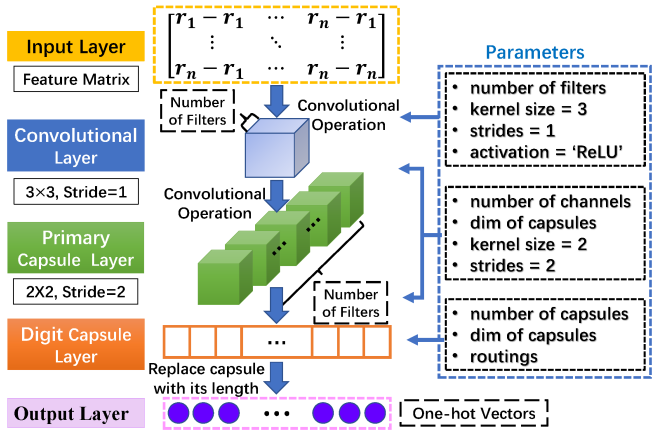 Input Layer
Feature Matrix
r₁ − r₁ ⋯ rₙ − r₁
⋮ ⋱ ⋮
rₙ − r₁ ⋯ rₙ − rₙ
Number
of Filters
Convolutional
Operation
Convolutional
Layer
3×3, Stride=1
Convolutional
Operation
Primary
Capsule Layer
2X2, Stride=2
Number
of Filters
Digit Capsule
Layer
...
Replace capsule
with its length
Output Layer
...
One-hot Vectors
Parameters
• number of filters
• kernel size = 3
• strides = 1
• activation = ‘ReLU’
• number of channels
• dim of capsules
• kernel size = 2
• strides = 2
• number of capsules
• dim of capsules
• routings